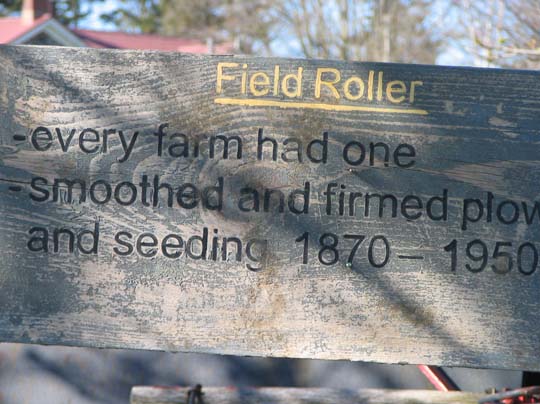 Field Roller
-every farm had one
-smoothed and firmed plow
and seeding 1870 – 1950